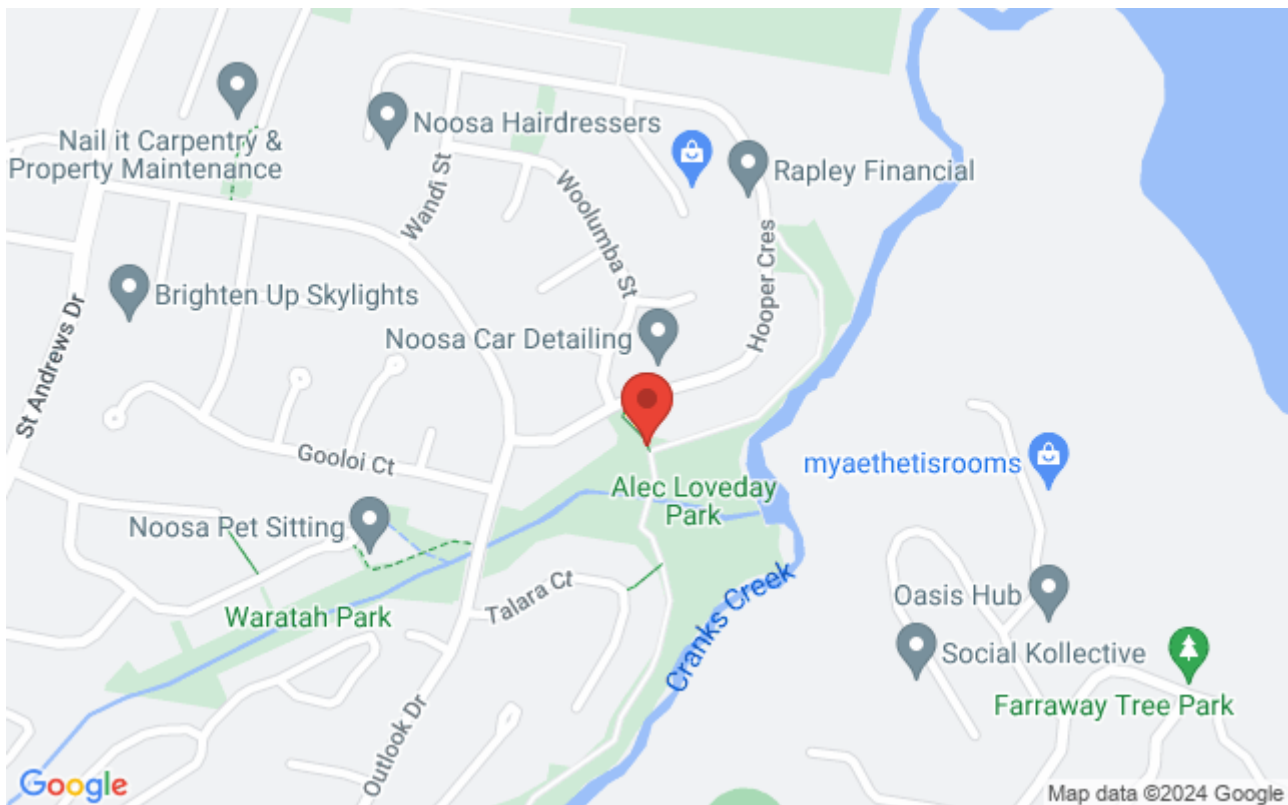 Nail it Carpentry &
Property Maintenance
Noosa Hairdressers
Rapley Financial
Wandi St
Woolumba St
Hooper Cres
Brighten Up Skylights
Noosa Car Detailing
St Andrews Dr
Gooloi Ct
myaethetisrooms
Alec Loveday
Park
Noosa Pet Sitting
Talara Ct
Cranks Creek
Oasis Hub
Waratah Park
Social Kollective
Farraway Tree Park
Outlook Dr
Google
Map data ©2024 Google